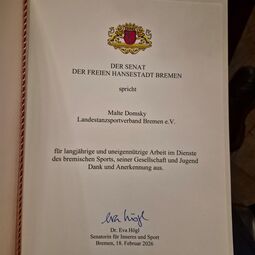 DER SENAT
DER FREIEN HANSESTADT BREMEN
spricht
Malte Domsky
Landestanzsportverband Bremen e.V.
für langjährige und uneigennützige Arbeit im Dienste
des bremischen Sports, seiner Gesellschaft und Jugend
Dank und Anerkennung aus.
Eva Högl
Dr. Eva Högl
Senatorin für Inneres und Sport
Bremen, 18. Februar 2026